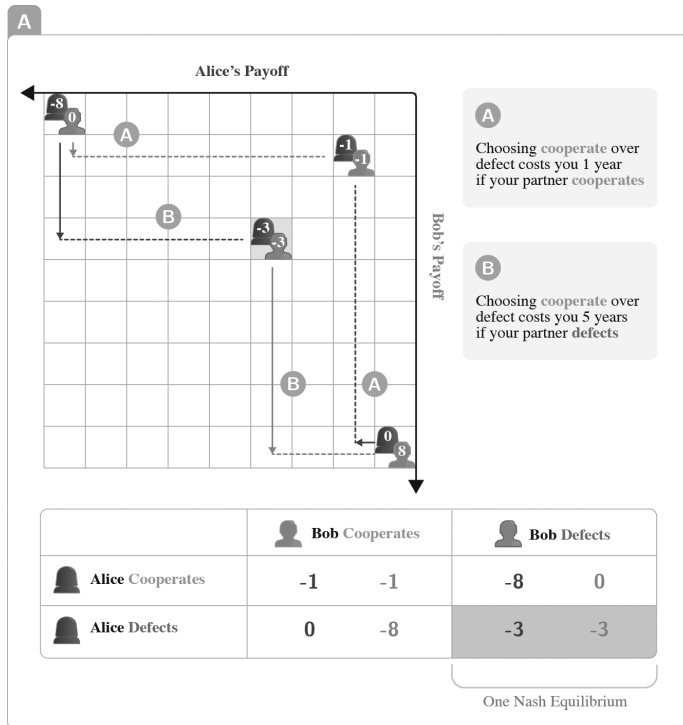 A
Alice's Payoff
-8
0
A
-1
-1
A
Choosing cooperate over
defect costs you 1 year
if your partner cooperates
B
-3
-3
Bob's Payoff
B
Choosing cooperate over
defect costs you 5 years
if your partner defects
B
A
0
8
Bob Cooperates
Bob Defects
Alice Cooperates
-1 -1
-8 0
Alice Defects
0 -8
-3 -3
One Nash Equilibrium